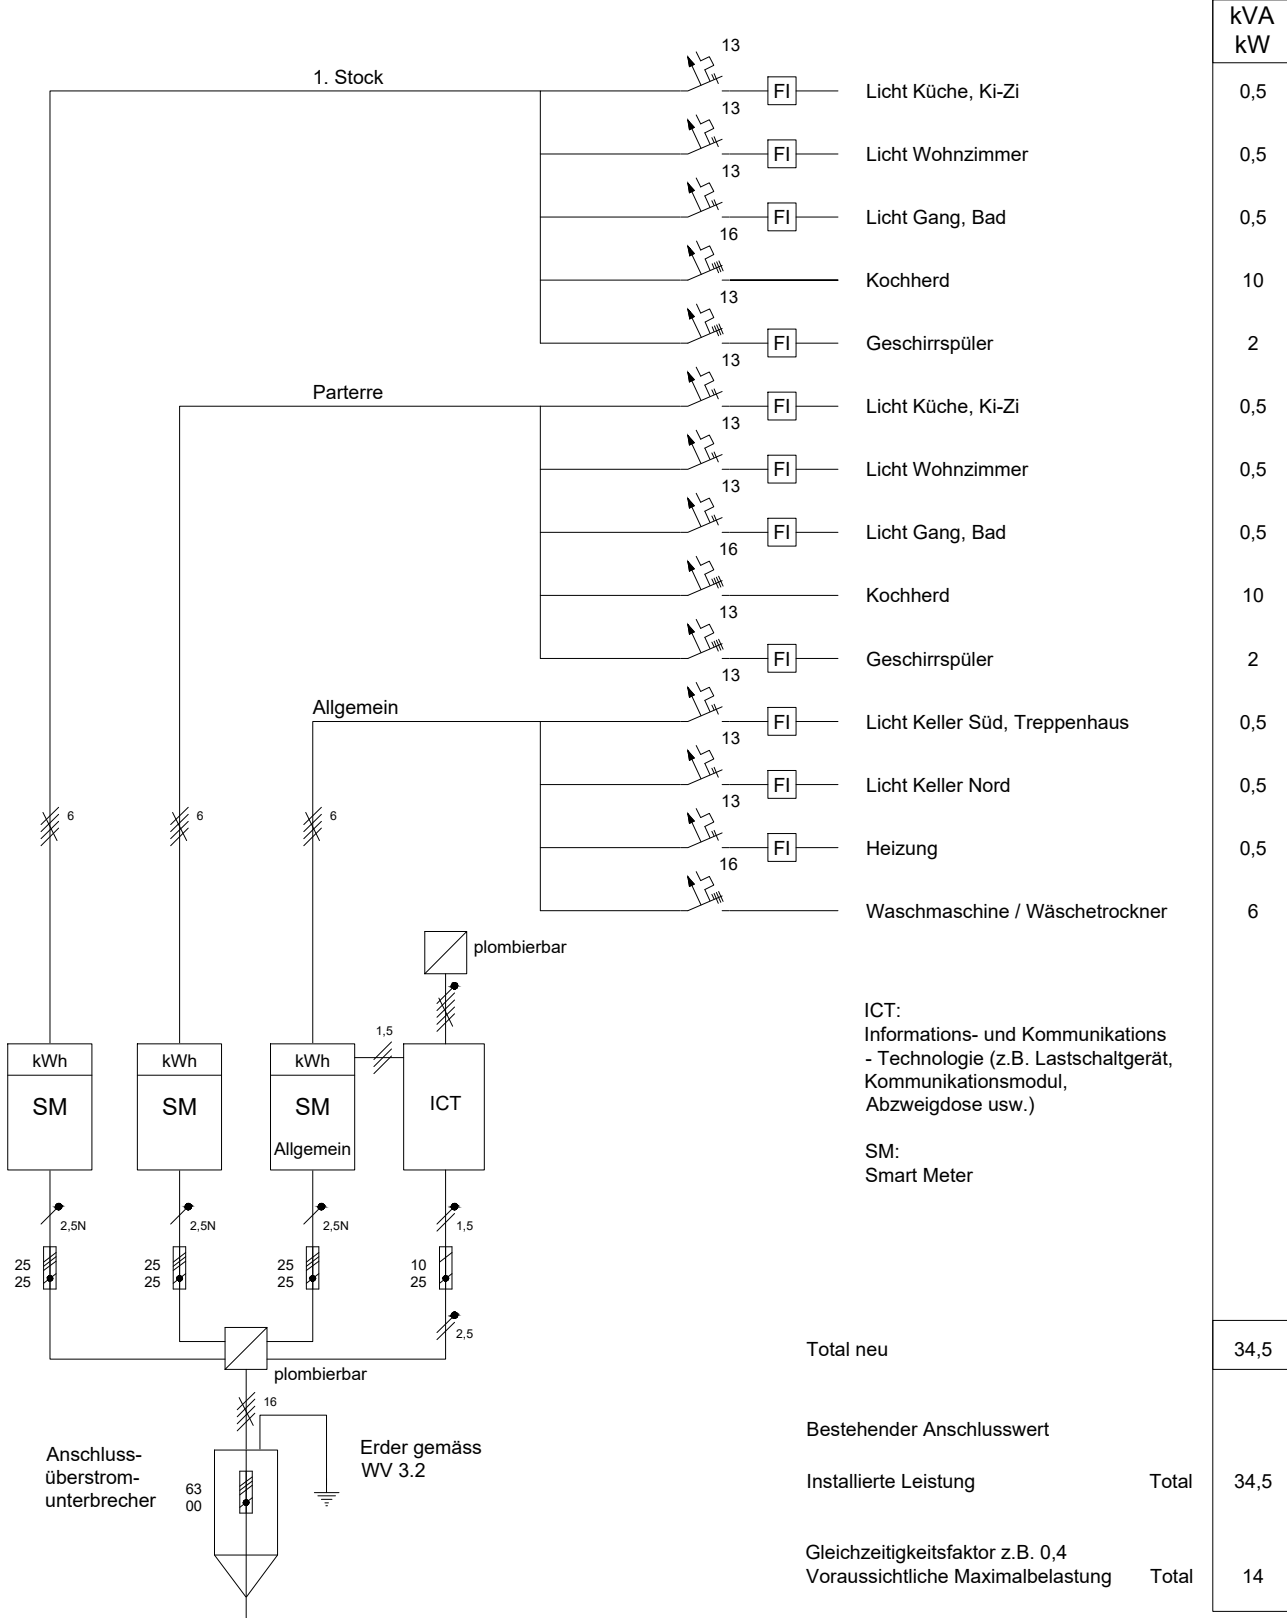 kVA
kW
13
1. Stock
FI
Licht Küche, Ki-Zi
0,5
13
FI
Licht Wohnzimmer
0,5
13
FI
Licht Gang, Bad
0,5
16
Kochherd
10
13
FI
Geschirrspüler
2
13
Parterre
FI
Licht Küche, Ki-Zi
0,5
13
FI
Licht Wohnzimmer
0,5
13
FI
Licht Gang, Bad
0,5
16
Kochherd
10
13
FI
Geschirrspüler
2
13
Allgemein
FI
Licht Keller Süd, Treppenhaus
0,5
13
FI
Licht Keller Nord
0,5
13
6
6
6
FI
Heizung
0,5
16
Waschmaschine / Wäschetrockner
6
plombierbar
ICT:
Informations- und Kommunikations
- Technologie (z.B. Lastschaltgerät,
Kommunikationsmodul,
Abzweigdose usw.)
SM:
Smart Meter
1,5
kWh
SM
kWh
SM
kWh
SM
Allgemein
ICT
2,5N
2,5N
2,5N
1,5
25
25
25
25
25
25
10
25
2,5
plombierbar
16
Total neu
34,5
Anschluss-
überstrom-
unterbrecher
63
00
Erder gemäss
WV 3.2
Bestehender Anschlusswert
Installierte Leistung
Total
34,5
Gleichzeitigkeitsfaktor z.B. 0,4
Voraussichtliche Maximalbelastung
Total
14